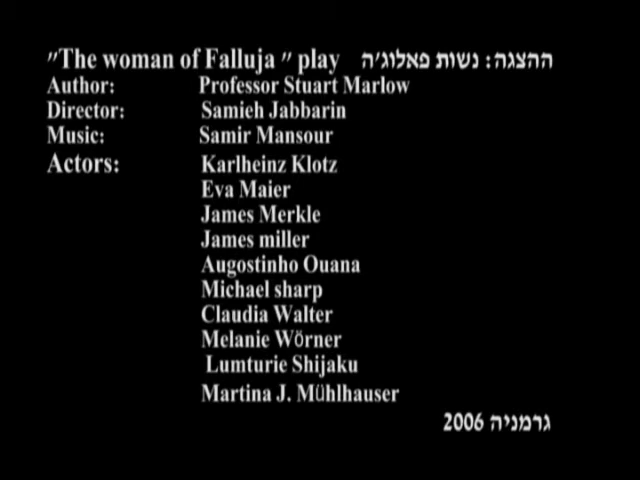 "The woman of Falluja " play ההצגה: נשות פאלוג'ה
Author: Professor Stuart Marlow
Director: Samieh Jabbarin
Music: Samir Mansour
Actors: Karlheinz Klotz
Eva Maier
James Merkle
James miller
Augostinho Ouana
Michael sharp
Claudia Walter
Melanie Wörner
Lumturie Shijaku
Martina J. Mühlhauser
גרמניה 2006